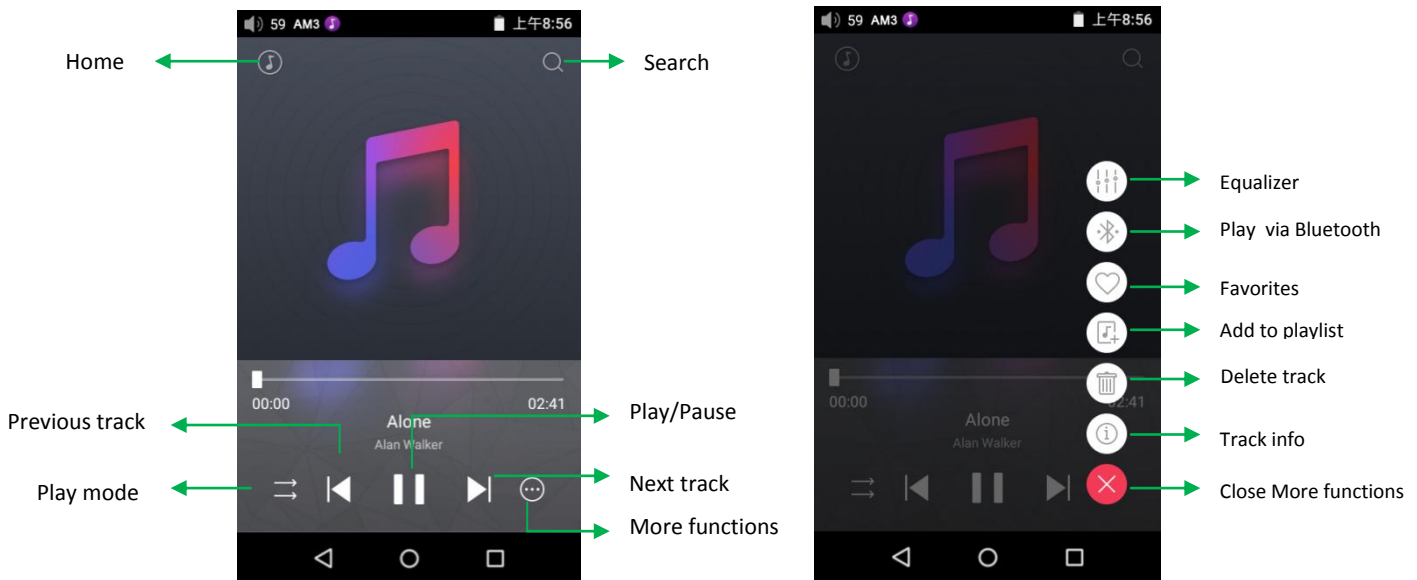 59 AM3 上午8:56
Home
Search
00:00 02:41
Alone
Alan Walker
Previous track
Play/Pause
Play mode
Next track
More functions
59 AM3 上午8:56
Equalizer
Play via Bluetooth
Favorites
Add to playlist
Delete track
00:00 02:41
Alone
Alan Walker
Track info
Close More functions